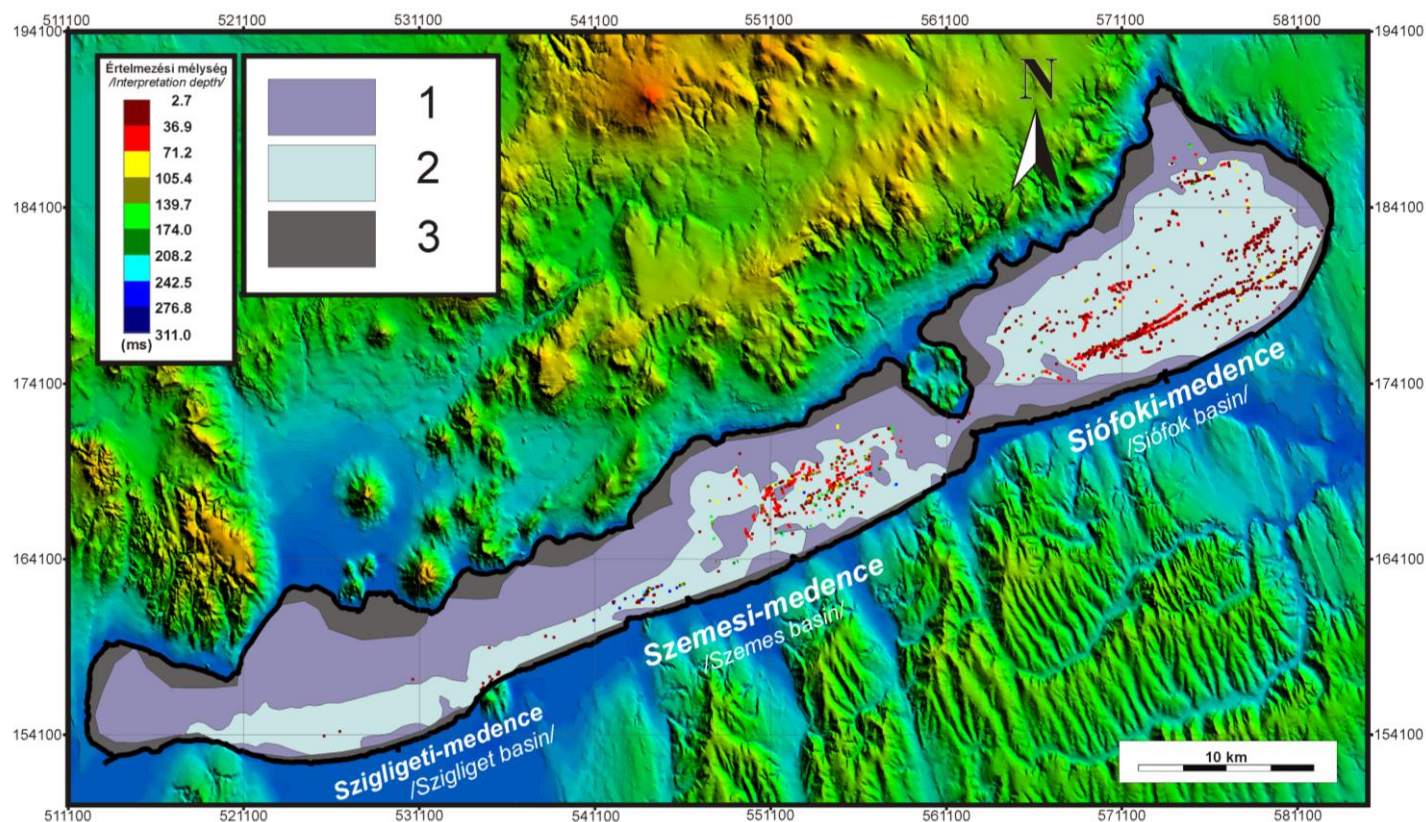 511100 521100 531100 541100 551100 561100 571100 581100
194100 194100
Értelmezési mélység
/Interpretation depth/
2.7
36.9
71.2
105.4
139.7
174.0
208.2
242.5
276.8
311.0
(ms)
1
2
3
N
184100 184100
174100 174100
Siófoki-medence
/Siófok basin/
164100 164100
Szemesi-medence
/Szemes basin/
154100 154100
Szigligeti-medence
/Szigliget basin/
10 km
511100 521100 531100 541100 551100 561100 571100 581100